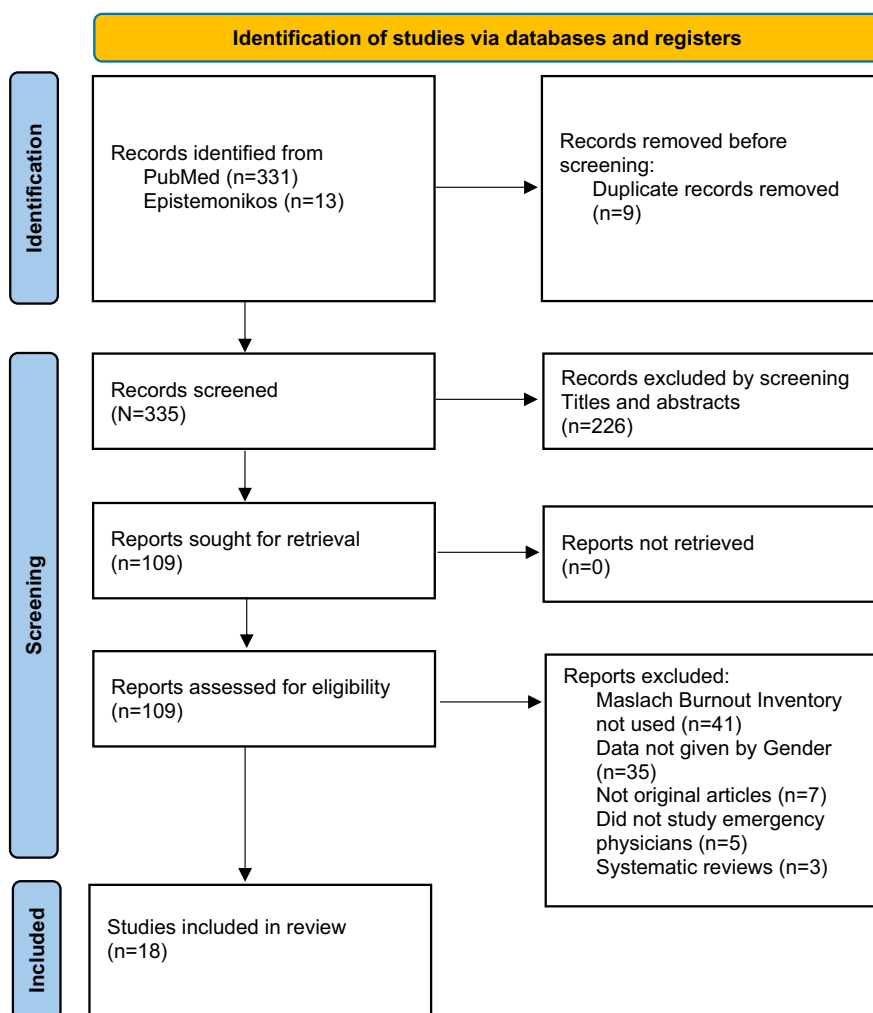 Identification of studies via databases and registers
Identification
Records identified from
PubMed (n=331)
Epistemonikos (n=13)
Records removed before
screening:
Duplicate records removed
(n=9)
Screening
Records screened
(N=335)
Records excluded by screening
Titles and abstracts
(n=226)
Reports sought for retrieval
(n=109)
Reports not retrieved
(n=0)
Reports assessed for eligibility
(n=109)
Reports excluded:
Maslach Burnout Inventory
not used (n=41)
Data not given by Gender
(n=35)
Not original articles (n=7)
Did not study emergency
physicians (n=5)
Systematic reviews (n=3)
Included
Studies included in review
(n=18)